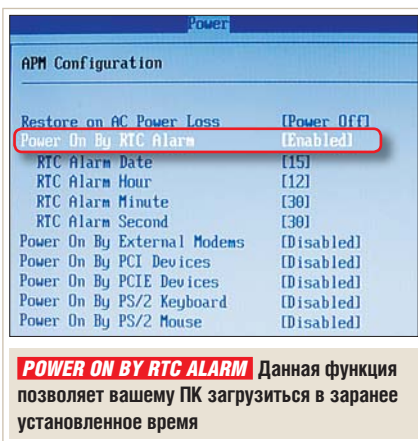 Power
APM Configuration
Restore on AC Power Loss [Power Off]
Power On By RTC Alarm [Enabled]
RTC Alarm Date [15]
RTC Alarm Hour [12]
RTC Alarm Minute [30]
RTC Alarm Second [30]
Power On By External Modems [Disabled]
Power On By PCI Devices [Disabled]
Power On By PCIE Devices [Disabled]
Power On By PS/2 Keyboard [Disabled]
Power On By PS/2 Mouse [Disabled]
POWER ON BY RTC ALARM Данная функция
позволяет вашему ПК загрузиться в заранее
установленное время